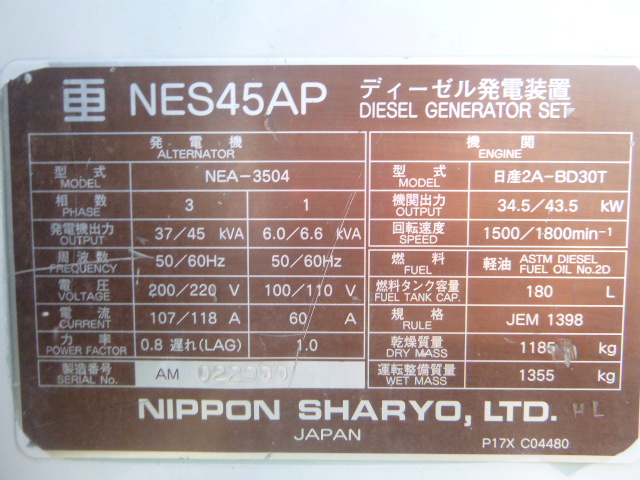 NES45AP ディーゼル発電装置
DIESEL GENERATOR SET
発電機
ALTERNATOR
型式 MODEL NEA-3504
相数 PHASE 3 1
発電機出力 OUTPUT 37/45 kVA 6.0/6.6 kVA
周波数 FREQUENCY 50/60Hz 50/60Hz
電圧 VOLTAGE 200/220 V 100/110 V
電流 CURRENT 107/118 A 60 A
力率 POWER FACTOR 0.8 遅れ(LAG) 1.0
製造番号 SERIAL No. AM
機関
ENGINE
型式 MODEL 日産2A-BD30T
機関出力 OUTPUT 34.5/43.5 kW
回転速度 SPEED 1500/1800min-1
燃料 FUEL 軽油 ASTM DIESEL FUEL OIL No.2D
燃料タンク容量 FUEL TANK CAP. 180 L
規格 RULE JEM 1398
乾燥質量 DRY MASS 1185 kg
運転整備質量 WET MASS 1355 kg
NIPPON SHARYO, LTD.
JAPAN
P17X C04480